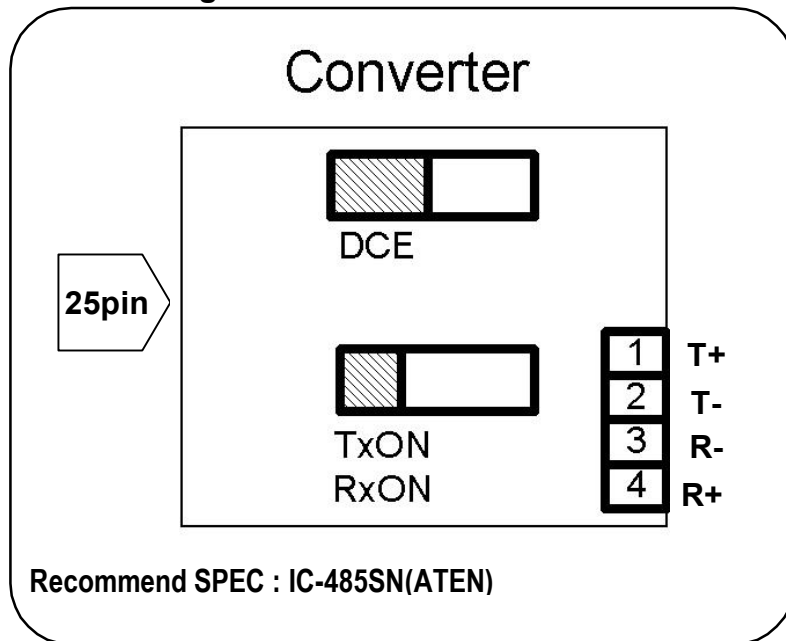 Converter
DCE
25pin
1 T+
2 T-
TxON
3 R-
RxON
4 R+
Recommend SPEC : IC-485SN(ATEN)